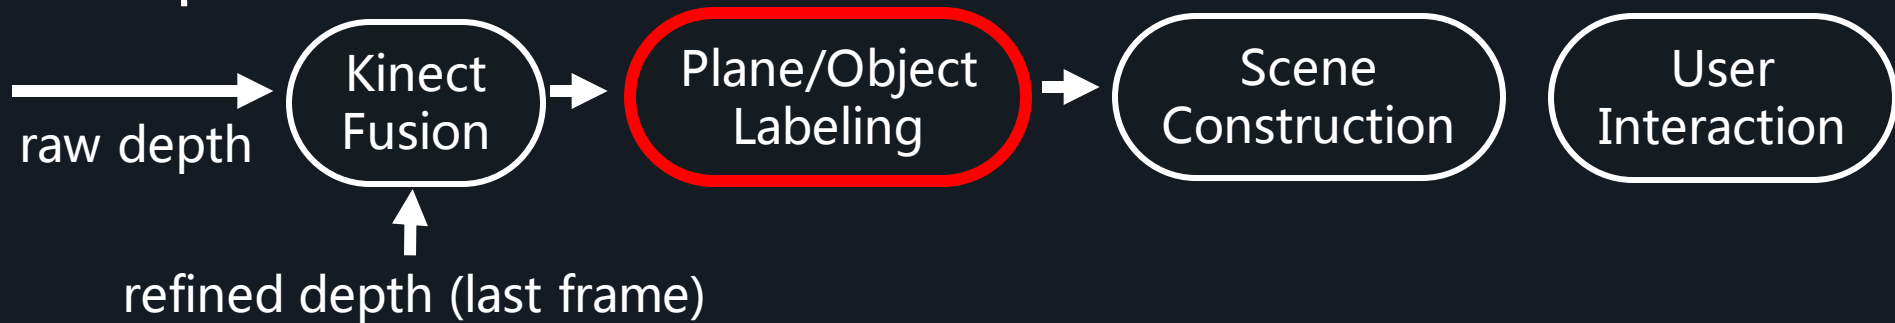 Kinect
Fusion
Plane/Object
Labeling
Scene
Construction
User
Interaction
raw depth
refined depth (last frame)